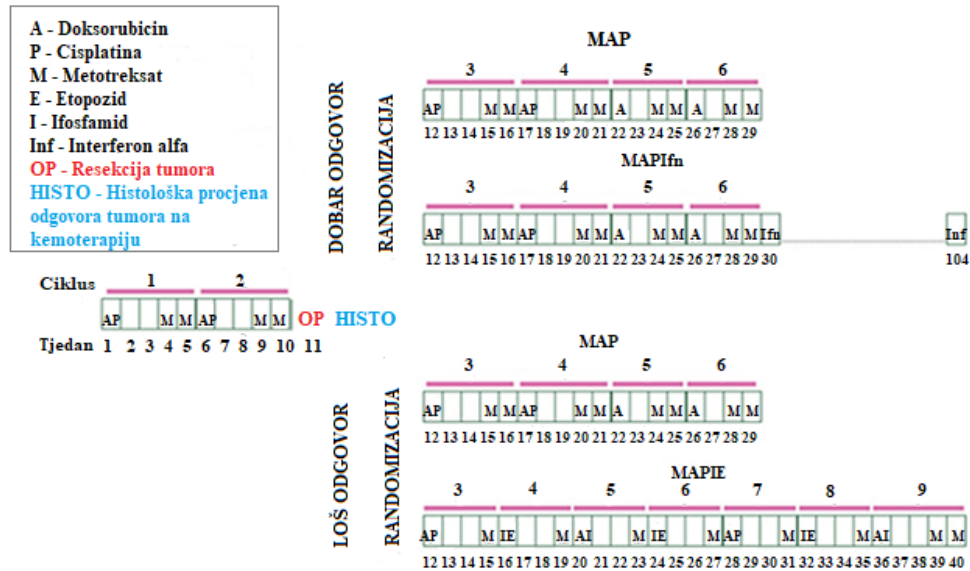 A - Doksorubicin
P - Cisplatina
M - Metotreksat
E - Etopozid
I - Ifosfamid
Inf - Interferon alfa
OP - Resekcija tumora
HISTO - Histološka procjena
odgovora tumora na
kemoterapiju
Ciklus 1 2
AP M M AP M M OP HISTO
Tjedan 1 2 3 4 5 6 7 8 9 10 11
DOBAR ODGOVOR
RANDOMIZACIJA
MAP
3 4 5 6
AP M M AP M M A M M A M M
12 13 14 15 16 17 18 19 20 21 22 23 24 25 26 27 28 29
MAPIfn
3 4 5 6
AP M M AP M M A M M A M M Ifn Inf
12 13 14 15 16 17 18 19 20 21 22 23 24 25 26 27 28 29 30 104
LOŠ ODGOVOR
RANDOMIZACIJA
MAP
3 4 5 6
AP M M AP M M A M M A M M
12 13 14 15 16 17 18 19 20 21 22 23 24 25 26 27 28 29
MAPIE
3 4 5 6 7 8 9
AP M IE M AI M IE M AP M IE M AI M M
12 13 14 15 16 17 18 19 20 21 22 23 24 25 26 27 28 29 30 31 32 33 34 35 36 37 38 39 40